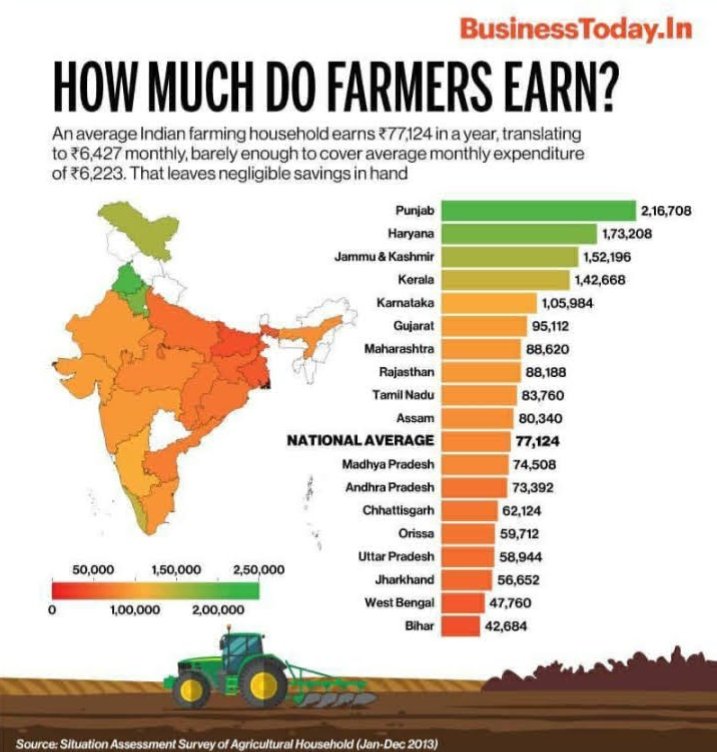 BusinessToday.In
HOW MUCH DO FARMERS EARN?
An average Indian farming household earns ₹77,124 in a year, translating
to ₹6,427 monthly, barely enough to cover average monthly expenditure
of ₹6,223. That leaves negligible savings in hand
Punjab 2,16,708
Haryana 1,73,208
Jammu & Kashmir 1,52,196
Kerala 1,42,668
Karnataka 1,05,984
Gujarat 95,112
Maharashtra 88,620
Rajasthan 88,188
Tamil Nadu 83,760
Assam 80,340
NATIONAL AVERAGE 77,124
Madhya Pradesh 74,508
Andhra Pradesh 73,392
Chhattisgarh 62,124
Orissa 59,712
Uttar Pradesh 58,944
Jharkhand 56,652
West Bengal 47,760
Bihar 42,684
50,000 1,50,000 2,50,000
0 1,00,000 2,00,000
Source: Situation Assessment Survey of Agricultural Household (Jan-Dec 2013)